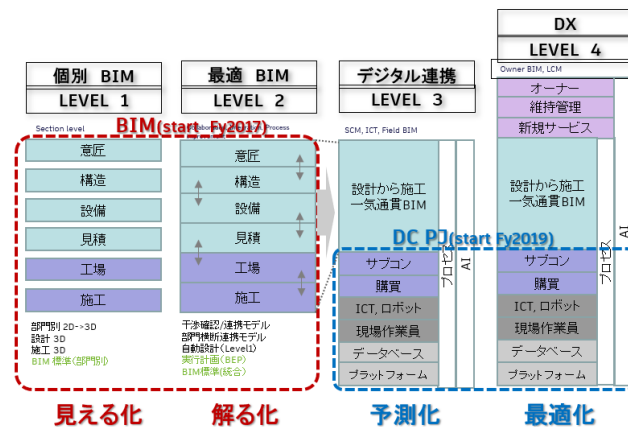 個別 BIM
LEVEL 1
Section level
意匠
構造
設備
見積
工場
施工
部門別 2D->3D
設計 3D
施工 3D
BIM 標準(部門別)
見える化
最適 BIM
LEVEL 2
Process
BIM(start Fy2017)
意匠
構造
設備
見積
工場
施工
干渉確認/連携モデル
部門横断連携モデル
自動設計(Level1)
実行計画(BEP)
BIM標準(統合)
解る化
デジタル連携
LEVEL 3
SCM, ICT, Field BIM
設計から施工
一気通貫BIM
サブコン
購買
ICT, ロボット
現場作業員
データベース
プラットフォーム
プロセス
AI
予測化
DC PJ(start Fy2019)
DX
LEVEL 4
Owner BIM, LCM
オーナー
維持管理
新規サービス
設計から施工
一気通貫BIM
サブコン
購買
ICT, ロボット
現場作業員
データベース
プラットフォーム
プロセス
AI
最適化